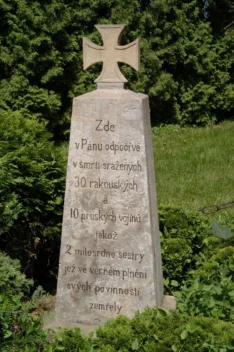 Zde
v Pánu odpočívá
v smrti sražených
30 rakouských
a
10 pruských vojínů
jakož
2 milosrdné sestry
jež ve věrném plnění
svých povinností
zemřely